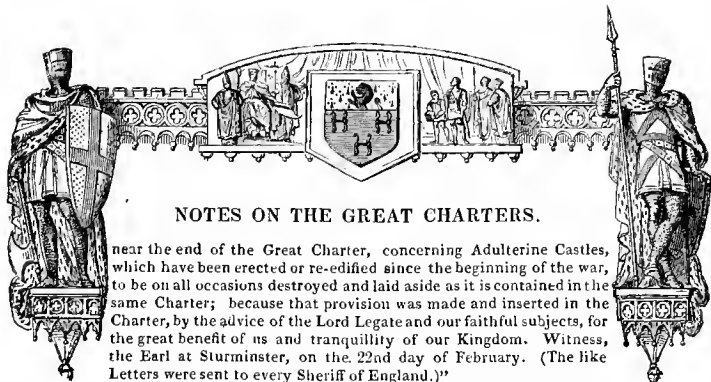 NOTES ON THE GREAT CHARTERS.
near the end of the Great Charter, concerning Adulterine Castles,
which have been erected or re-edified since the beginning of the war,
to be on all occasions destroyed and laid aside as it is contained in the
same Charter; because that provision was made and inserted in the
Charter, by the advice of the Lord Legate and our faithful subjects, for
the great benefit of us and tranquillity of our Kingdom. Witness,
the Earl at Sturminster, on the. 22nd day of February. (The like
Letters were sent to every Sheriff of England.)"